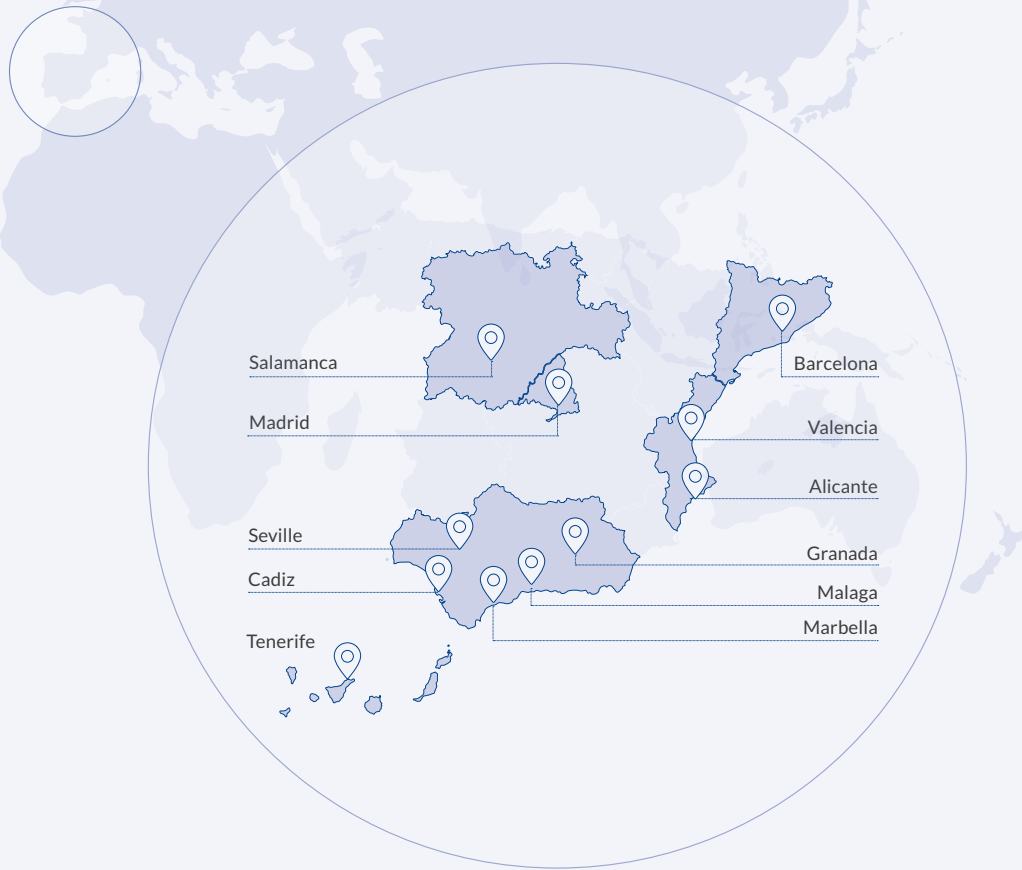 Salamanca
Barcelona
Madrid
Valencia
Alicante
Seville
Granada
Cadiz
Malaga
Marbella
Tenerife